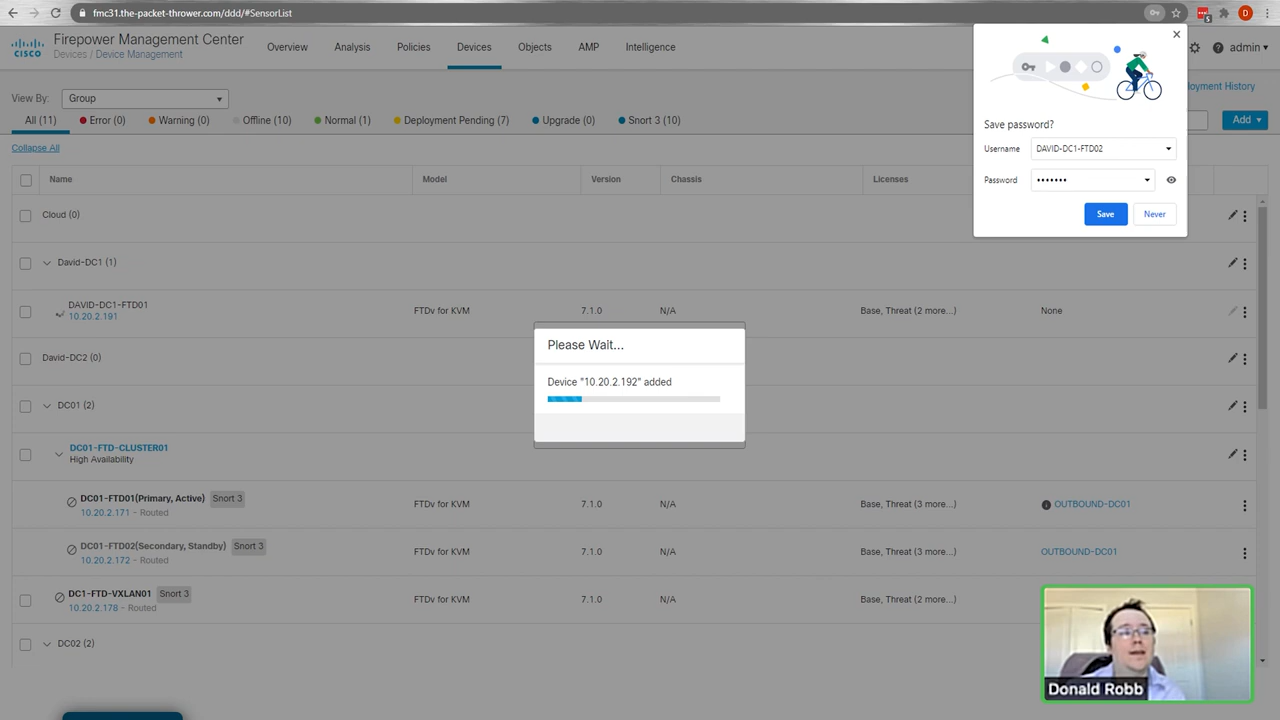 fmc31.the-packet-thrower.com/ddd/#SensorList
5
D
CISCO
Firepower Management Center
Devices / Device Management
Overview
Analysis
Policies
Devices
Objects
AMP
Intelligence
admin
View By:
Group
loyment History
All (11)
Error (0)
Warning (0)
Offline (10)
Normal (1)
Deployment Pending (7)
Upgrade (0)
Snort 3 (10)
Add
Collapse All
Save password?
Username
DAVID-DC1-FTD02
Password
•••••••
Save
Never
Name
Model
Version
Chassis
Licenses
Cloud (0)
David-DC1 (1)
DAVID-DC1-FTD01
10.20.2.191
FTDv for KVM
7.1.0
N/A
Base, Threat (2 more...)
None
David-DC2 (0)
Please Wait...
Device "10.20.2.192" added
DC01 (2)
DC01-FTD-CLUSTER01
High Availability
DC01-FTD01(Primary, Active) Snort 3
10.20.2.171 - Routed
FTDv for KVM
7.1.0
N/A
Base, Threat (3 more...)
OUTBOUND-DC01
DC01-FTD02(Secondary, Standby) Snort 3
10.20.2.172 - Routed
FTDv for KVM
7.1.0
N/A
Base, Threat (3 more...)
OUTBOUND-DC01
DC1-FTD-VXLAN01 Snort 3
10.20.2.178 - Routed
FTDv for KVM
7.1.0
N/A
Base, Threat (2 more...)
DC02 (2)
Donald Robb